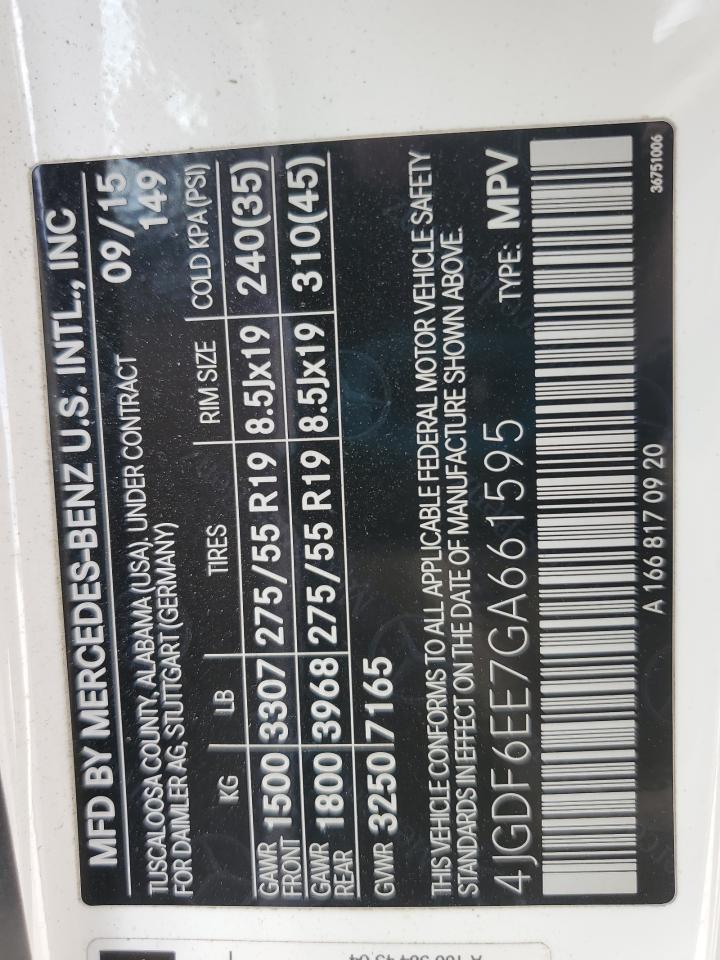 MFD BY MERCEDES-BENZ U.S. INTL., INC
TUSCALOOSA COUNTY, ALABAMA (USA), UNDER CONTRACT 09/15
FOR DAIMLER AG, STUTTGART (GERMANY) 149
KG LB TIRES RIM SIZE COLD KPA (PSI)
GAWR FRONT 1500 3307 275/55 R19 8.5Jx19 240(35)
GAWR REAR 1800 3968 275/55 R19 8.5Jx19 310(45)
GVWR 3250 7165
THIS VEHICLE CONFORMS TO ALL APPLICABLE FEDERAL MOTOR VEHICLE SAFETY
STANDARDS IN EFFECT ON THE DATE OF MANUFACTURE SHOWN ABOVE.
4JGDF6EE7GA661595 TYPE: MPV
A 166 817 09 20
36751006